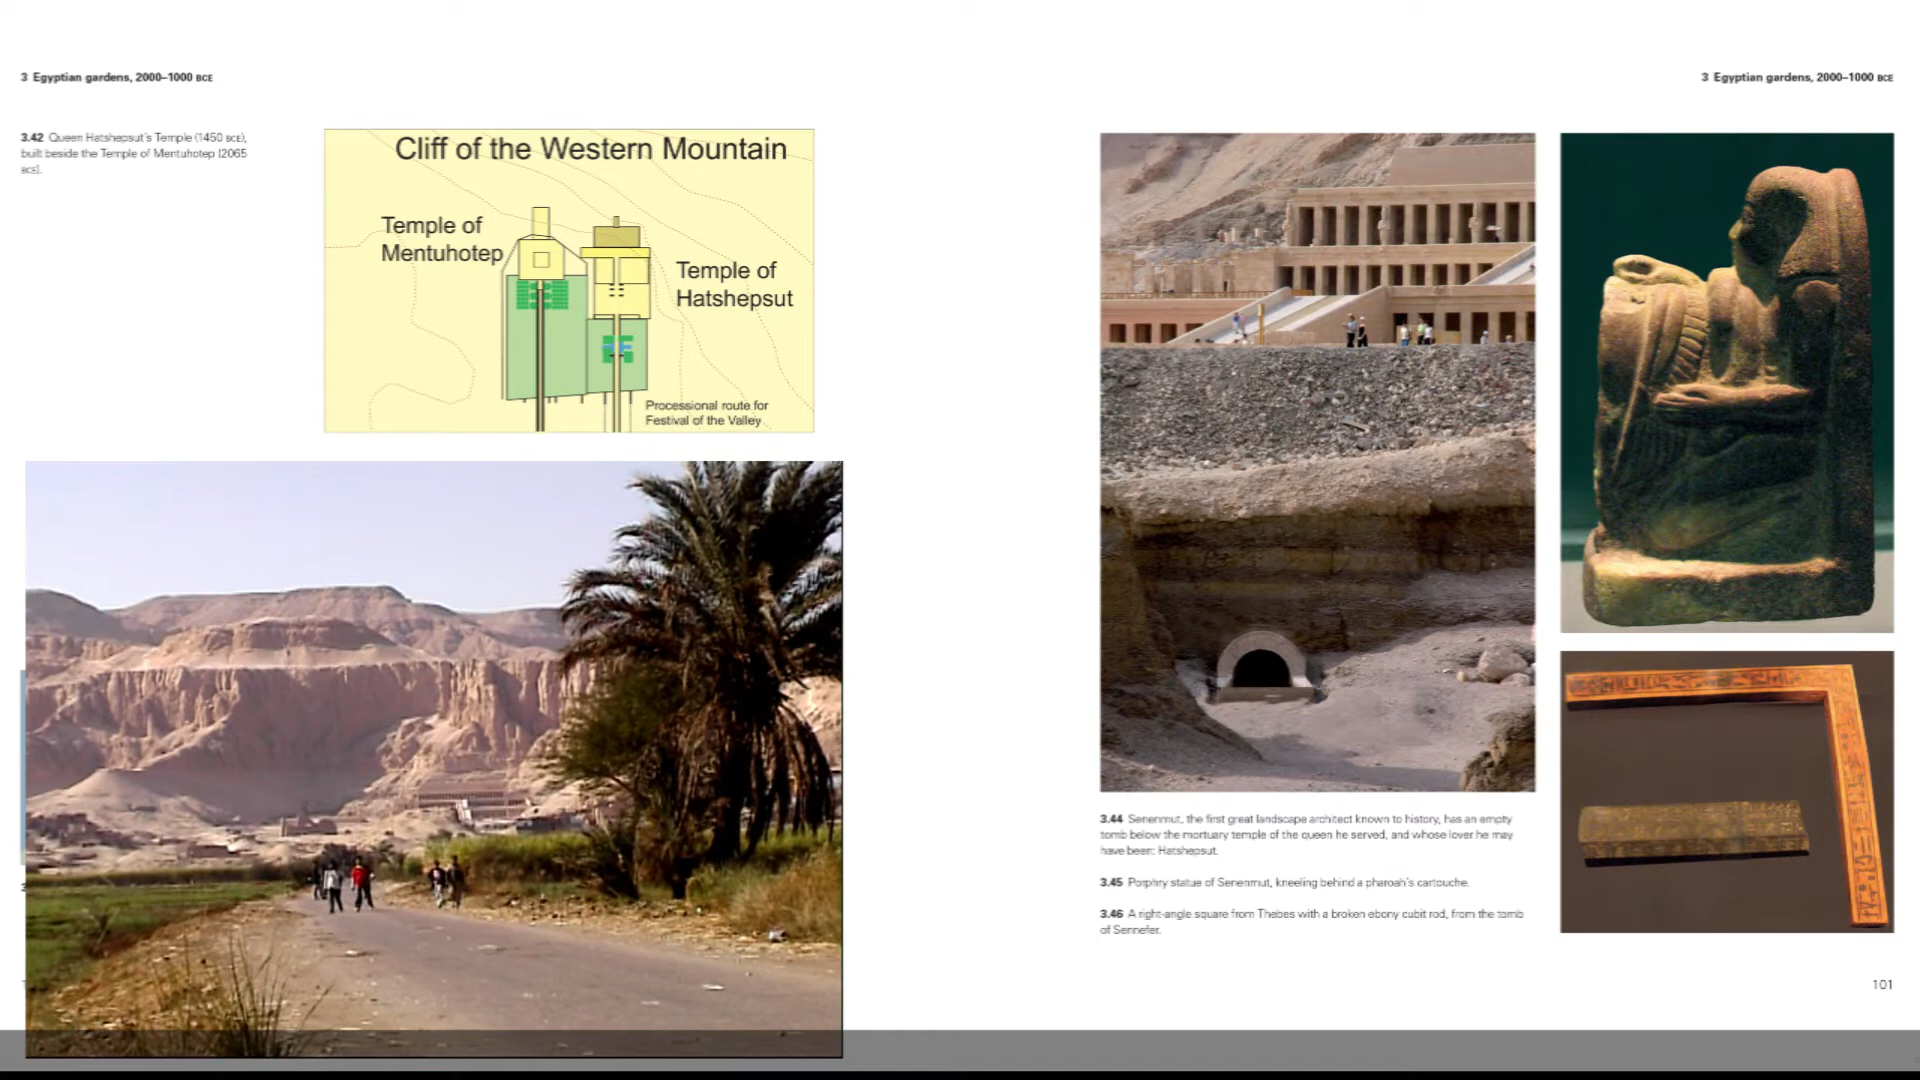 3 Egyptian gardens, 2000–1000 BCE
3.42 Queen Hatshepsut's Temple (1450 BCE),
built beside the Temple of Mentuhotep (2065
BCE).
Cliff of the Western Mountain
Temple of
Mentuhotep
Temple of
Hatshepsut
Processional route for
Festival of the Valley
3 Egyptian gardens, 2000–1000 BCE
3.44 Senenmut, the first great landscape architect known to history, has an empty
tomb below the mortuary temple of the queen he served, and whose lover he may
have been: Hatshepsut.
3.45 Porphry statue of Senenmut, kneeling behind a pharoah's cartouche.
3.46 A right-angle square from Thebes with a broken ebony cubit rod, from the tomb
of Sennefer.
101